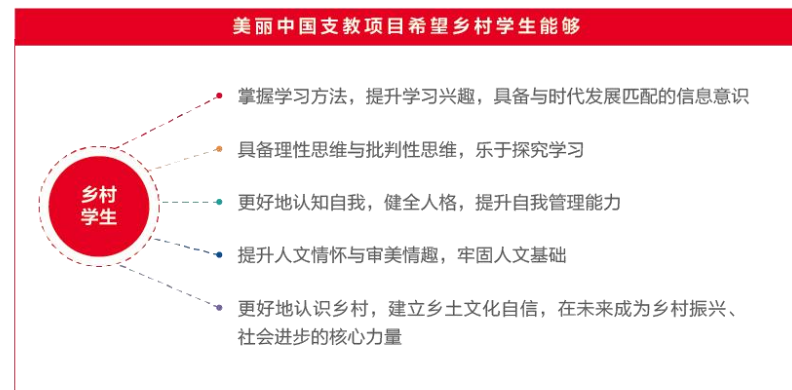 美丽中国支教项目希望乡村学生能够
乡村
学生
掌握学习方法，提升学习兴趣，具备与时代发展匹配的信息意识
具备理性思维与批判性思维，乐于探究学习
更好地认知自我，健全人格，提升自我管理能力
提升人文情怀与审美情趣，牢固人文基础
更好地认识乡村，建立乡土文化自信，在未来成为乡村振兴、
社会进步的核心力量